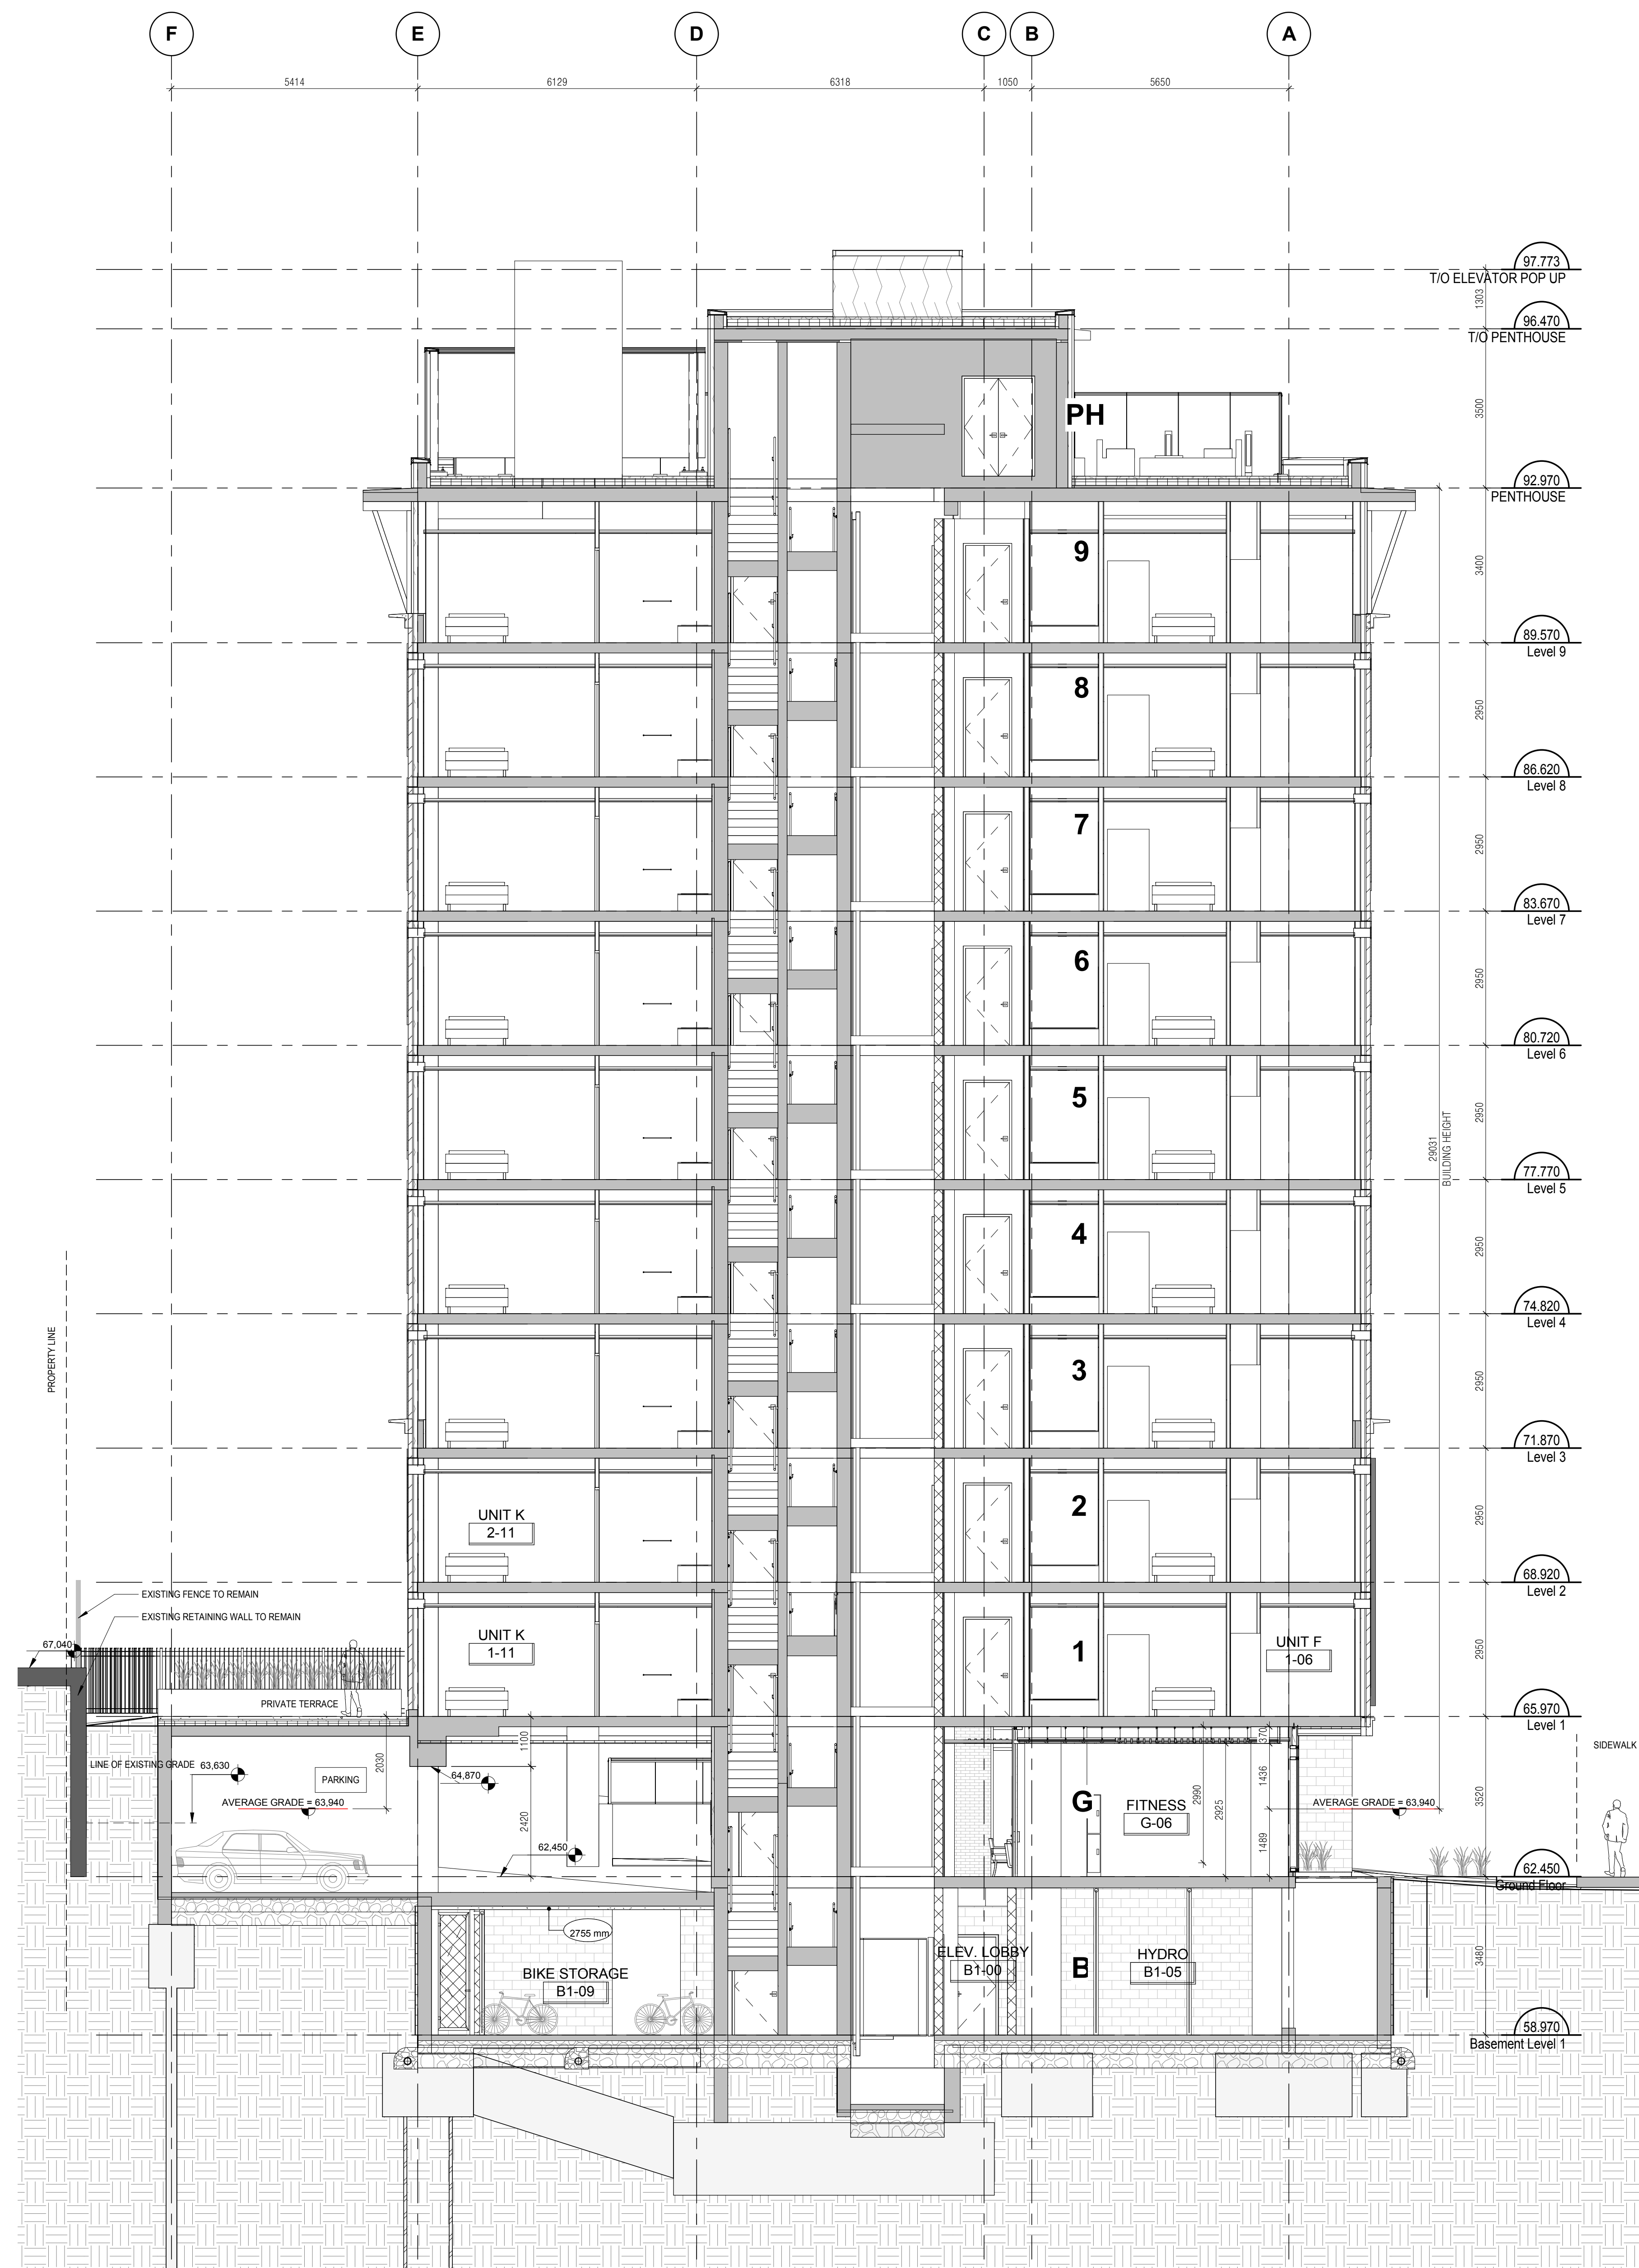 F
E
D
C
B
A
5414
6129
6318
1050
5650
97.773
T/O ELEVATOR POP UP
1303
96.470
T/O PENTHOUSE
3500
PH
92.970
PENTHOUSE
9
3400
89.570
Level 9
8
2950
86.620
Level 8
7
2950
83.670
Level 7
6
2950
80.720
Level 6
5
2950
29031
BUILDING HEIGHT
77.770
Level 5
4
2950
74.820
Level 4
PROPERTY LINE
3
2950
71.870
Level 3
UNIT K
2-11
2
2950
68.920
Level 2
EXISTING FENCE TO REMAIN
EXISTING RETAINING WALL TO REMAIN
67,040
UNIT K
1-11
1
UNIT F
1-06
2950
PRIVATE TERRACE
65.970
Level 1
1100
370
SIDEWALK
LINE OF EXISTING GRADE 63,630
2030
PARKING
64,870
1436
2990
2925
3520
AVERAGE GRADE = 63,940
G
FITNESS
G-06
AVERAGE GRADE = 63,940
2420
1489
62,450
62.450
Ground Floor
2755 mm
BIKE STORAGE
B1-09
ELEV. LOBBY
B1-00
B
HYDRO
B1-05
3480
58.970
Basement Level 1